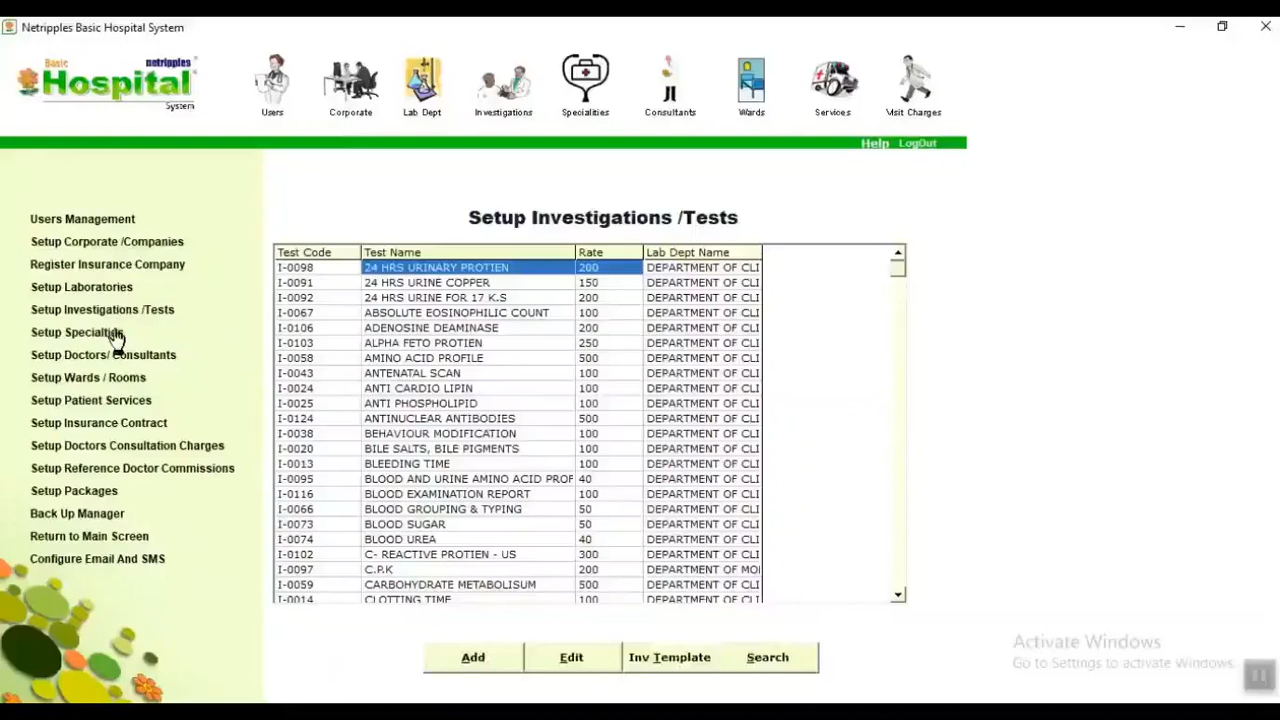 Netripples Basic Hospital System
Basic netripples
Hospital
System
Users Corporate Lab Dept Investigations Specialities Consultants Wards Services Visit Charges
Help LogOut
Users Management
Setup Corporate /Companies
Register Insurance Company
Setup Laboratories
Setup Investigations /Tests
Setup Specialties
Setup Doctors/ Consultants
Setup Wards / Rooms
Setup Patient Services
Setup Insurance Contract
Setup Doctors Consultation Charges
Setup Reference Doctor Commissions
Setup Packages
Back Up Manager
Return to Main Screen
Configure Email And SMS
Setup Investigations /Tests
Test Code Test Name Rate Lab Dept Name
I-0098 24 HRS URINARY PROTIEN 200 DEPARTMENT OF CLI
I-0091 24 HRS URINE COPPER 150 DEPARTMENT OF CLI
I-0092 24 HRS URINE FOR 17 K.S 200 DEPARTMENT OF CLI
I-0067 ABSOLUTE EOSINOPHILIC COUNT 100 DEPARTMENT OF CLI
I-0106 ADENOSINE DEAMINASE 200 DEPARTMENT OF CLI
I-0103 ALPHA FETO PROTIEN 250 DEPARTMENT OF CLI
I-0058 AMINO ACID PROFILE 500 DEPARTMENT OF CLI
I-0043 ANTENATAL SCAN 100 DEPARTMENT OF CLI
I-0024 ANTI CARDIO LIPIN 100 DEPARTMENT OF CLI
I-0025 ANTI PHOSPHOLIPID 100 DEPARTMENT OF CLI
I-0124 ANTINUCLEAR ANTIBODIES 500 DEPARTMENT OF CLI
I-0038 BEHAVIOUR MODIFICATION 100 DEPARTMENT OF CLI
I-0020 BILE SALTS, BILE PIGMENTS 100 DEPARTMENT OF CLI
I-0013 BLEEDING TIME 100 DEPARTMENT OF CLI
I-0095 BLOOD AND URINE AMINO ACID PROF 40 DEPARTMENT OF CLI
I-0116 BLOOD EXAMINATION REPORT 100 DEPARTMENT OF CLI
I-0066 BLOOD GROUPING & TYPING 50 DEPARTMENT OF CLI
I-0073 BLOOD SUGAR 50 DEPARTMENT OF CLI
I-0074 BLOOD UREA 40 DEPARTMENT OF CLI
I-0102 C- REACTIVE PROTIEN - US 300 DEPARTMENT OF CLI
I-0097 C.P.K 200 DEPARTMENT OF MO
I-0059 CARBOHYDRATE METABOLISUM 500 DEPARTMENT OF CLI
I-0014 CLOTTING TIME 100 DEPARTMENT OF CLI
Add Edit Inv Template Search
Activate Windows
Go to Settings to activate Windows.